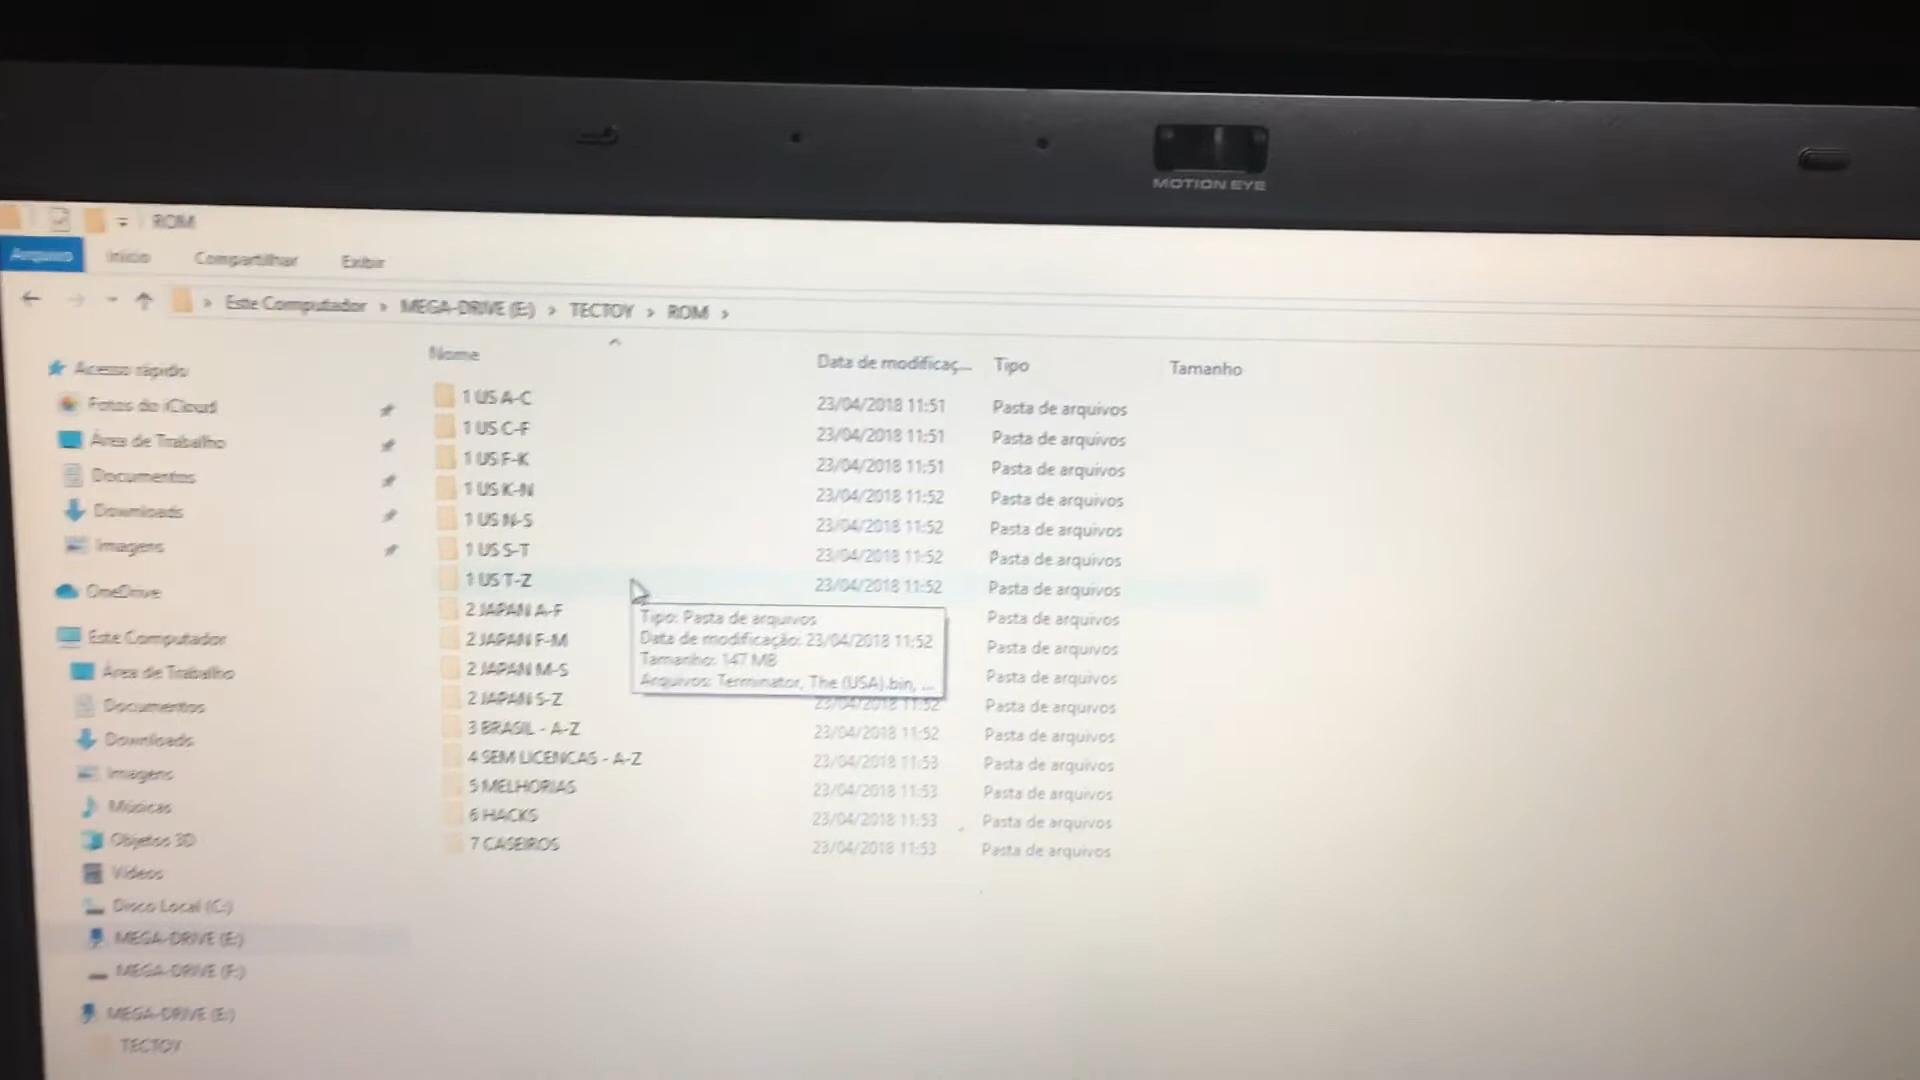 MOTION EYE
ROM
Arquivo Início Compartilhar Exibir
Este Computador > MEGA-DRIVE (E:) > TECTOY > ROM >
Nome Data de modificaç... Tipo Tamanho
Acesso rápido
Fotos do iCloud
Área de Trabalho
Documentos
Downloads
Imagens
OneDrive
Este Computador
Área de Trabalho
Documentos
Downloads
Imagens
Músicas
Objetos 3D
Vídeos
Disco Local (C:)
MEGA-DRIVE (E:)
MEGA-DRIVE (F:)
MEGA-DRIVE (E:)
TECTOY
1 US A-C 23/04/2018 11:51 Pasta de arquivos
1 US C-F 23/04/2018 11:51 Pasta de arquivos
1 US F-K 23/04/2018 11:51 Pasta de arquivos
1 US K-N 23/04/2018 11:52 Pasta de arquivos
1 US N-S 23/04/2018 11:52 Pasta de arquivos
1 US S-T 23/04/2018 11:52 Pasta de arquivos
1 US T-Z 23/04/2018 11:52 Pasta de arquivos
2 JAPAN A-F Pasta de arquivos
2 JAPAN F-M Pasta de arquivos
2 JAPAN M-S Pasta de arquivos
2 JAPAN S-Z 23/04/2018 11:52 Pasta de arquivos
3 BRASIL - A-Z 23/04/2018 11:52 Pasta de arquivos
4 SEM LICENCAS - A-Z 23/04/2018 11:53 Pasta de arquivos
5 MELHORIAS 23/04/2018 11:53 Pasta de arquivos
6 HACKS 23/04/2018 11:53 Pasta de arquivos
7 CASEIROS 23/04/2018 11:53 Pasta de arquivos
Tipo: Pasta de arquivos
Data de modificação: 23/04/2018 11:52
Tamanho: 147 MB
Arquivos: Terminator, The (USA).bin, ...